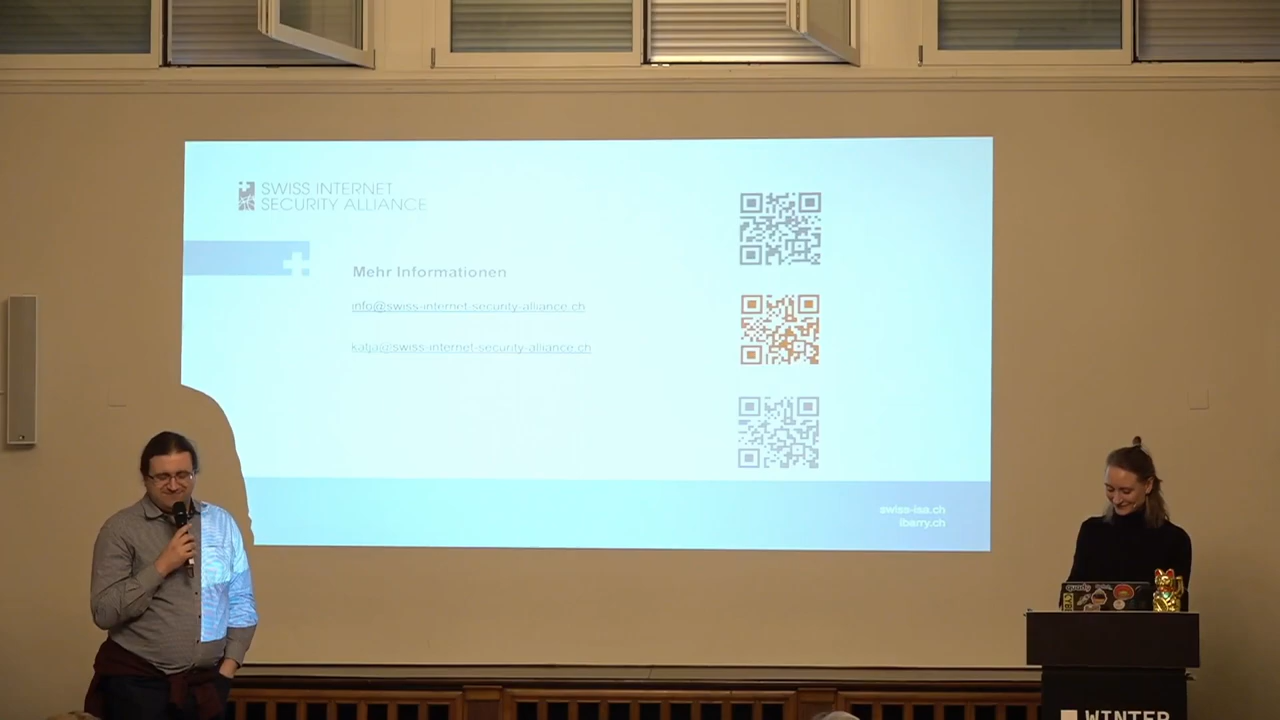 SWISS INTERNET
SECURITY ALLIANCE
Mehr Informationen
info@swiss-internet-security-alliance.ch
katja@swiss-internet-security-alliance.ch
swiss-isa.ch
ibarry.ch
WINTER